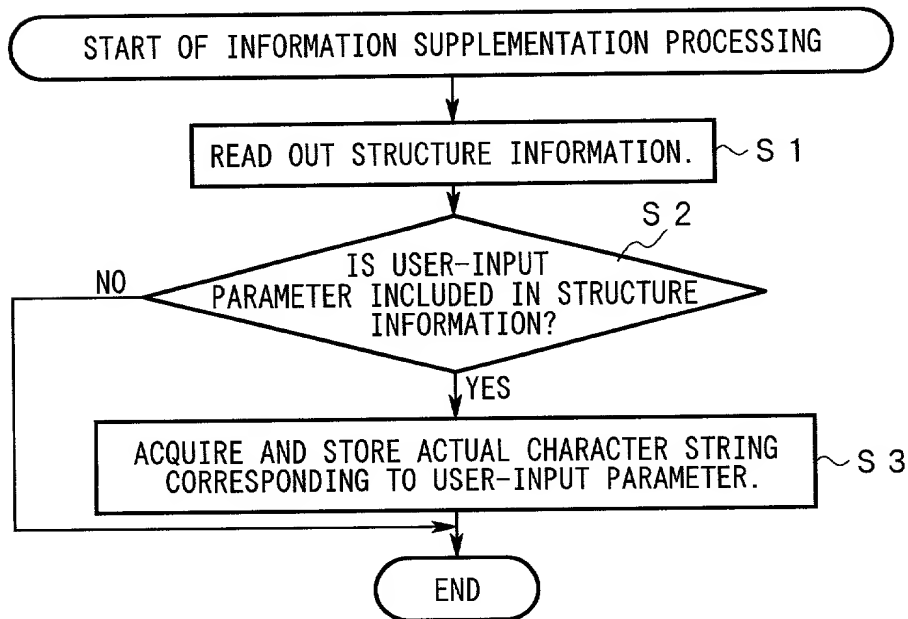 START OF INFORMATION SUPPLEMENTATION PROCESSING
READ OUT STRUCTURE INFORMATION.
S 1
S 2
IS USER-INPUT
PARAMETER INCLUDED IN STRUCTURE
INFORMATION?
NO
YES
ACQUIRE AND STORE ACTUAL CHARACTER STRING
CORRESPONDING TO USER-INPUT PARAMETER.
S 3
END